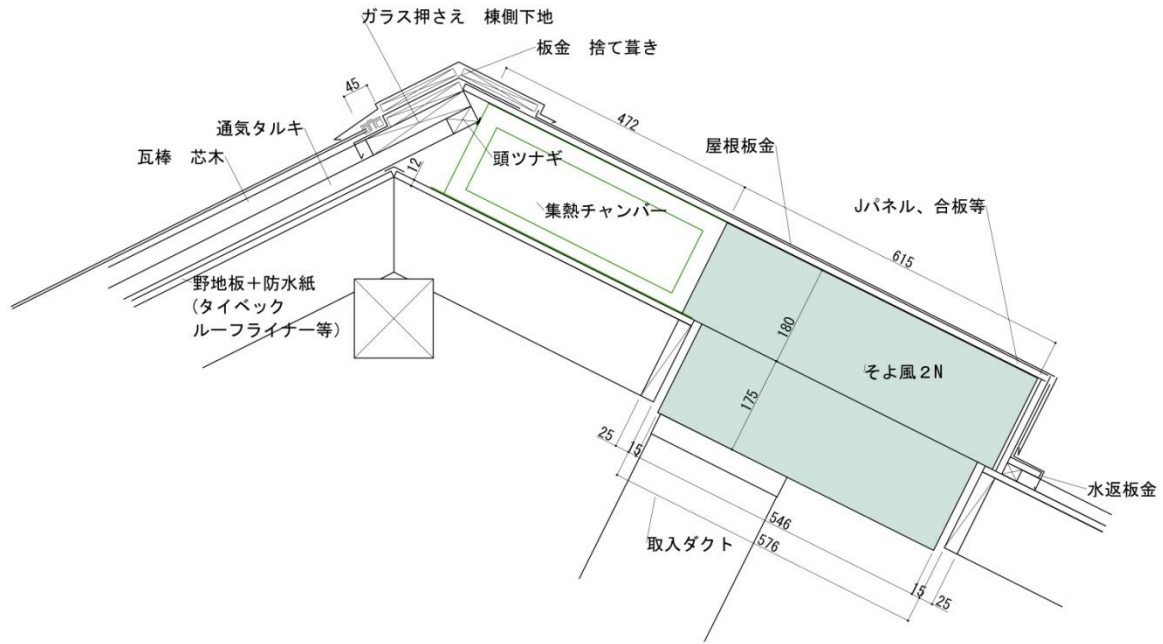 ガラス押さえ　棟側下地
板金　捨て葺き
45
通気タルキ
瓦棒　芯木
472
屋根板金
頭ツナギ
12
集熱チャンバー
Jパネル、合板等
615
野地板＋防水紙
（タイベック
ルーフライナー等）
180
そよ風２N
175
25
15
水返板金
546
取入ダクト
576
15
25